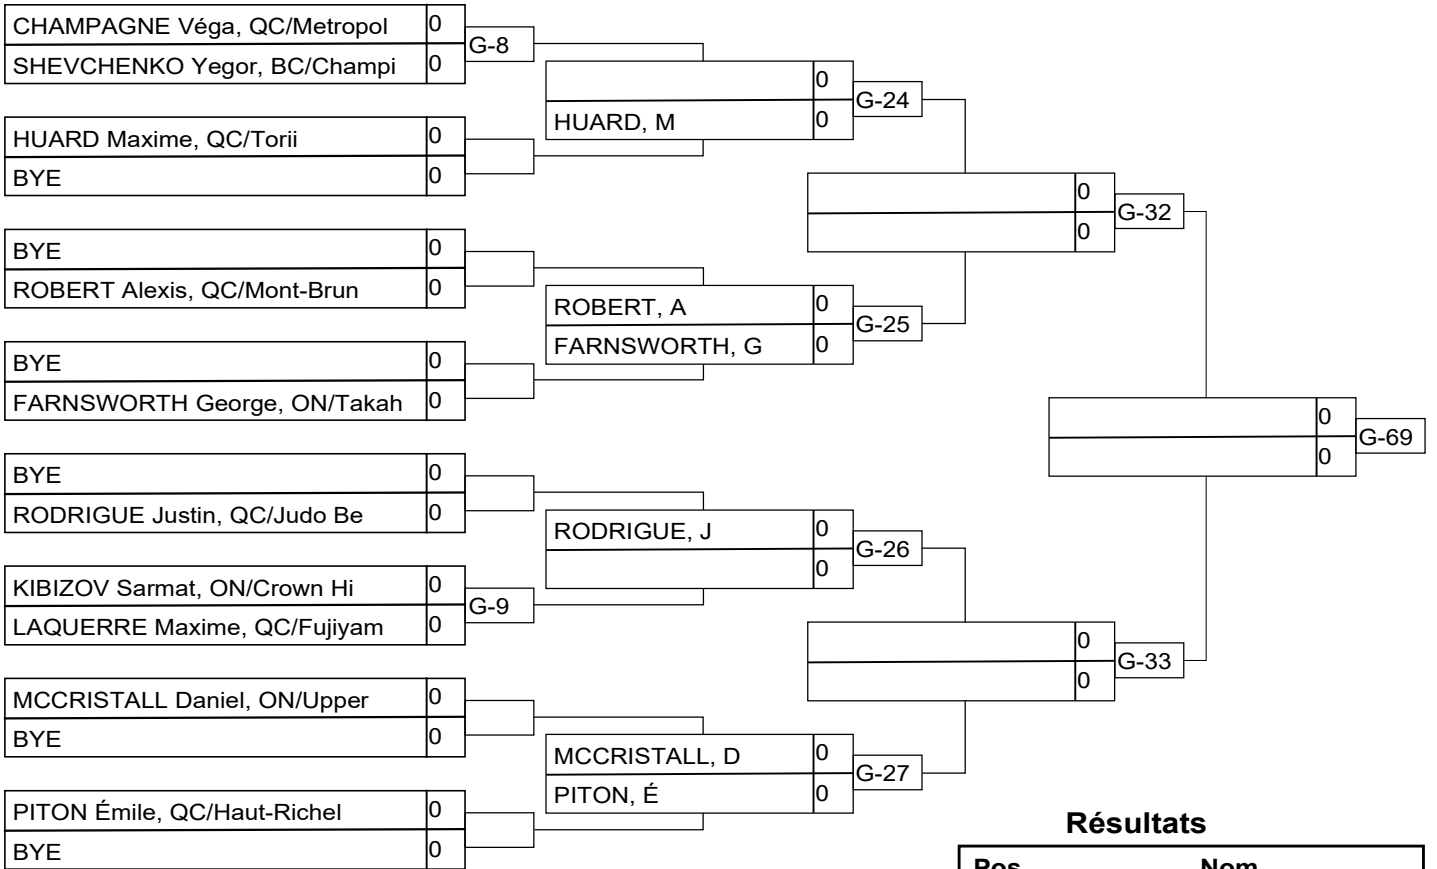 CHAMPAGNE Véga, QC/Metropol 0
SHEVCHENKO Yegor, BC/Champi 0
G-8
HUARD Maxime, QC/Torii 0
BYE 0
BYE 0
ROBERT Alexis, QC/Mont-Brun 0
BYE 0
FARNSWORTH George, ON/Takah 0
BYE 0
RODRIGUE Justin, QC/Judo Be 0
KIBIZOV Sarmat, ON/Crown Hi 0
LAQUERRE Maxime, QC/Fujiyam 0
G-9
MCCRISTALL Daniel, ON/Upper 0
BYE 0
PITON Émile, QC/Haut-Richel 0
BYE 0
0
HUARD, M 0
G-24
ROBERT, A 0
FARNSWORTH, G 0
G-25
RODRIGUE, J 0
0
G-26
MCCRISTALL, D 0
PITON, É 0
G-27
0
0
G-32
0
0
G-33
0
0
G-69
Résultats
Pos Nom